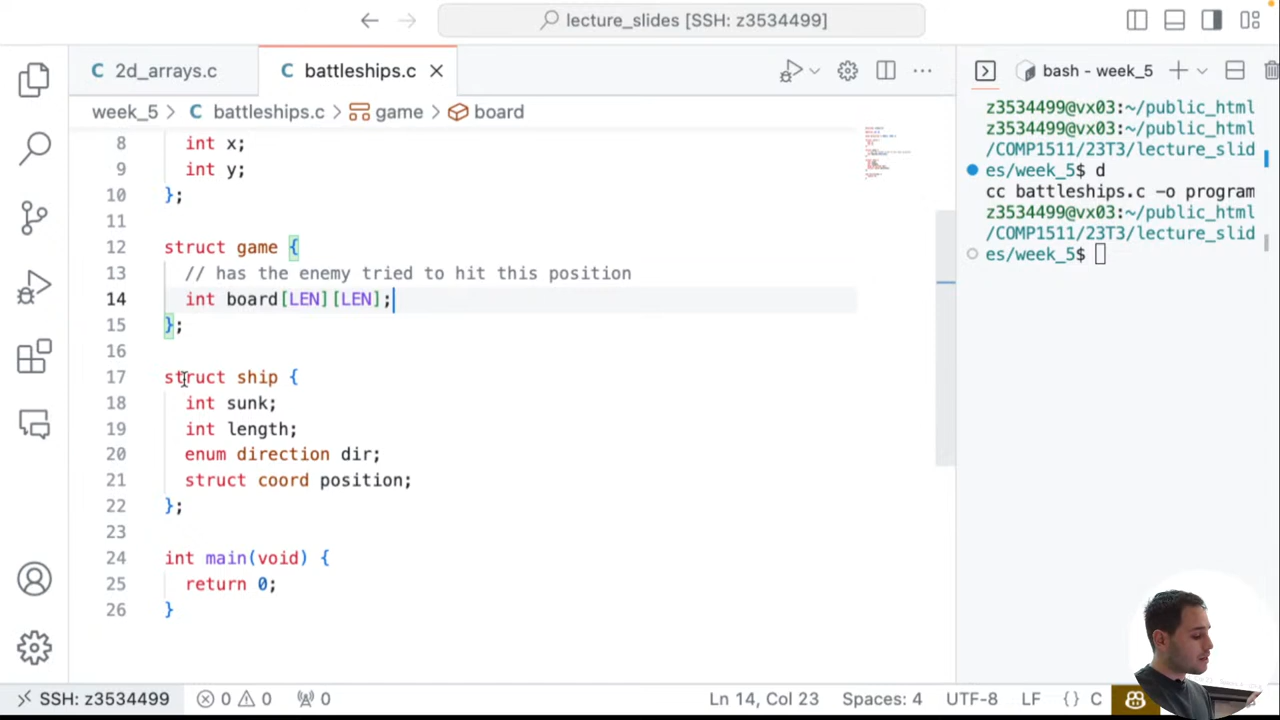 lecture_slides [SSH: z3534499]
C 2d_arrays.c
C battleships.c
bash - week_5
week_5 > C battleships.c > game > board
8 int x;
9 int y;
10 };
11
12 struct game {
13 // has the enemy tried to hit this position
14 int board[LEN][LEN];
15 };
16
17 struct ship {
18 int sunk;
19 int length;
20 enum direction dir;
21 struct coord position;
22 };
23
24 int main(void) {
25 return 0;
26 }
z3534499@vx03:~/public_html
z3534499@vx03:~/public_html
/COMP1511/23T3/lecture_slid
es/week_5$ d
cc battleships.c -o program
z3534499@vx03:~/public_html
/COMP1511/23T3/lecture_slid
es/week_5$
SSH: z3534499 0 0 0 Ln 14, Col 23 Spaces: 4 UTF-8 LF {} C